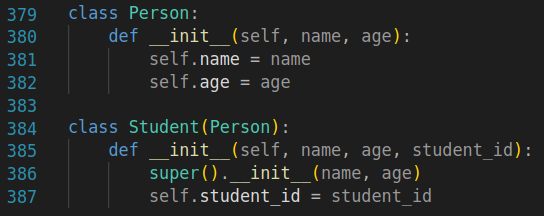 379 class Person:
380     def __init__(self, name, age):
381         self.name = name
382         self.age = age
383
384 class Student(Person):
385     def __init__(self, name, age, student_id):
386         super().__init__(name, age)
387         self.student_id = student_id